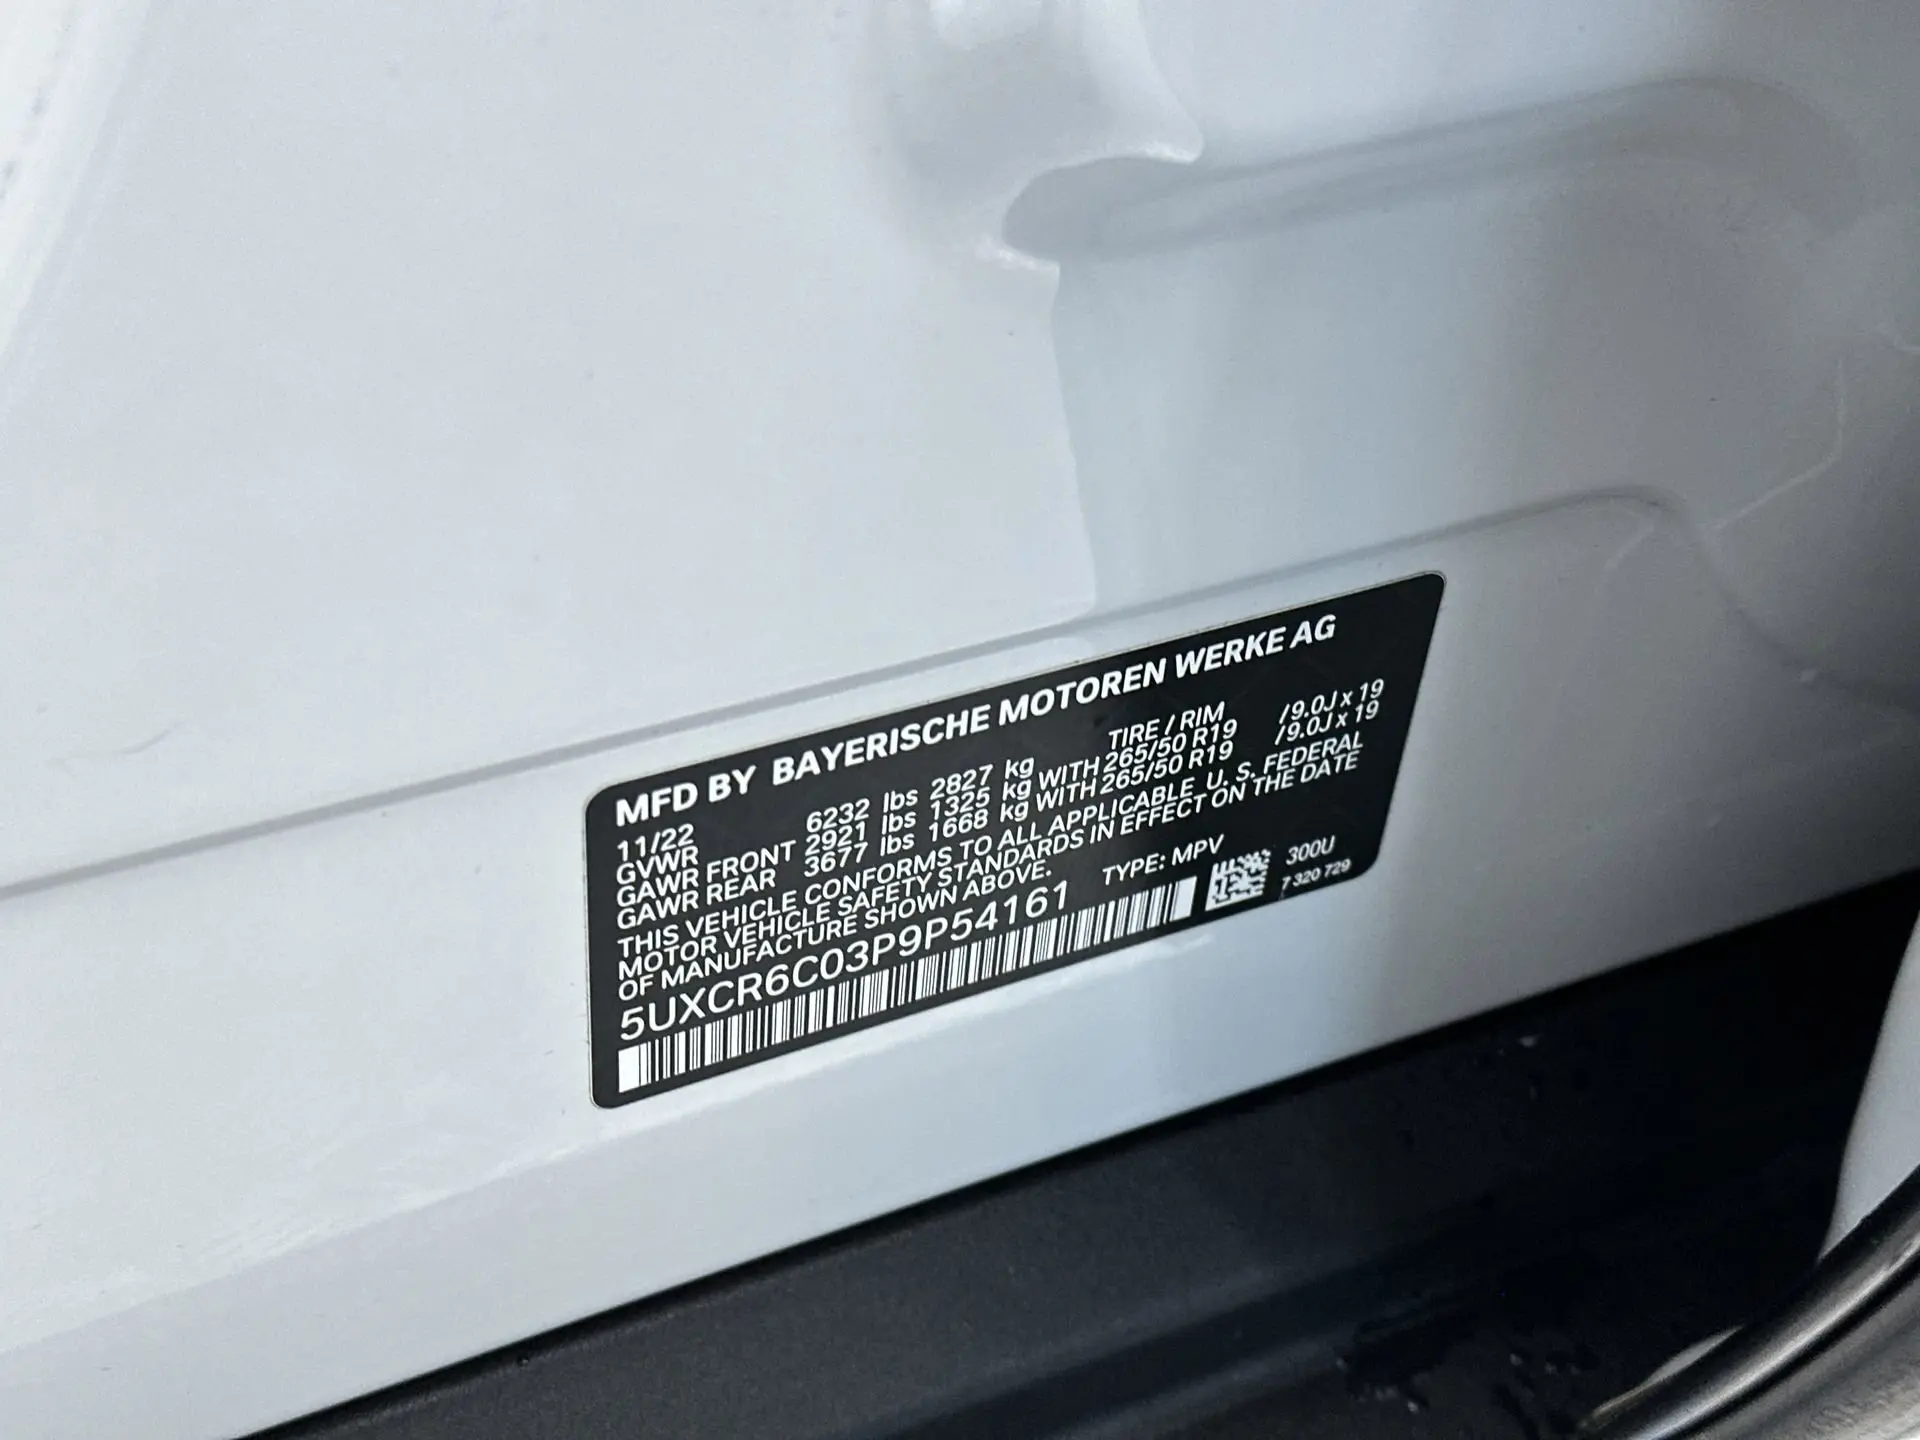 MFD BY BAYERISCHE MOTOREN WERKE AG
11/22 TIRE / RIM
GVWR 6232 lbs 2827 kg
GAWR FRONT 2921 lbs 1325 kg WITH 265/50 R19 /9.0J x 19
GAWR REAR 3677 lbs 1668 kg WITH 265/50 R19 /9.0J x 19
THIS VEHICLE CONFORMS TO ALL APPLICABLE U. S. FEDERAL
MOTOR VEHICLE SAFETY STANDARDS IN EFFECT ON THE DATE
OF MANUFACTURE SHOWN ABOVE.
5UXCR6C03P9P54161 TYPE: MPV
300U
7 320 729